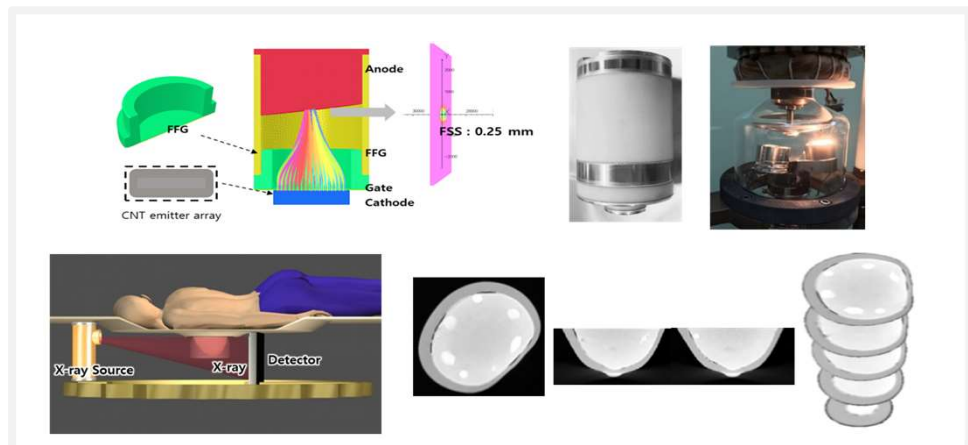 Anode
FFG
FSS : 0.25 mm
FFG
Gate
Cathode
CNT emitter array
X-ray Source
X-ray
Detector